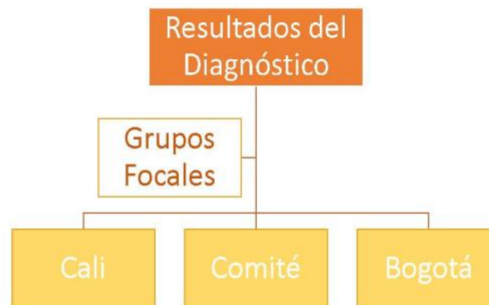 Resultados del
Diagnóstico
Grupos
Focales
Cali
Comité
Bogotá